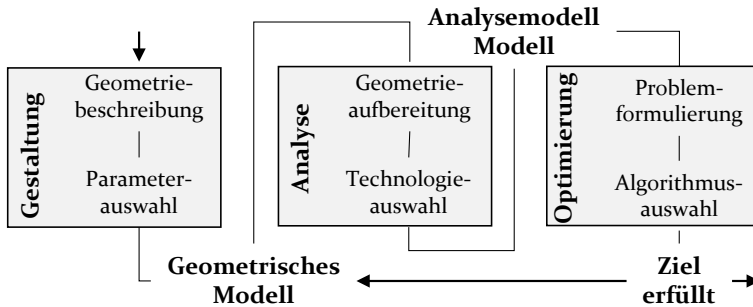 Analysemodell
Modell
Gestaltung
Geometrie-
beschreibung
Parameter-
auswahl
Analyse
Geometrie-
aufbereitung
Technologie-
auswahl
Optimierung
Problem-
formulierung
Algorithmus-
auswahl
Geometrisches
Modell
Ziel
erfüllt